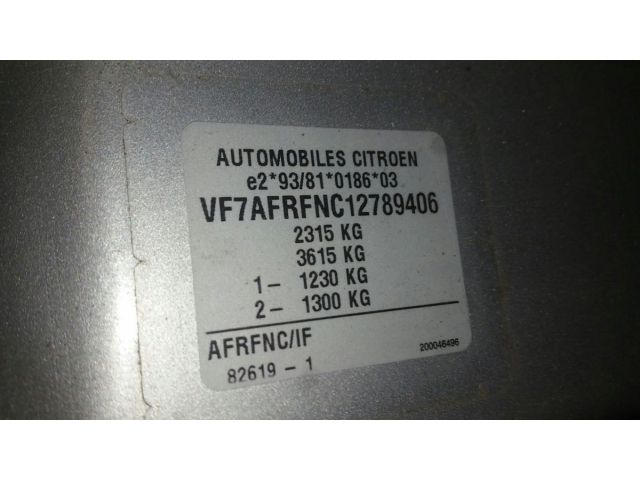 AUTOMOBILES CITROEN
e2*93/81*0186*03
VF7AFRFNC12789406
2315 KG
3615 KG
1- 1230 KG
2- 1300 KG
AFRFNC/IF
200046496
82619 - 1